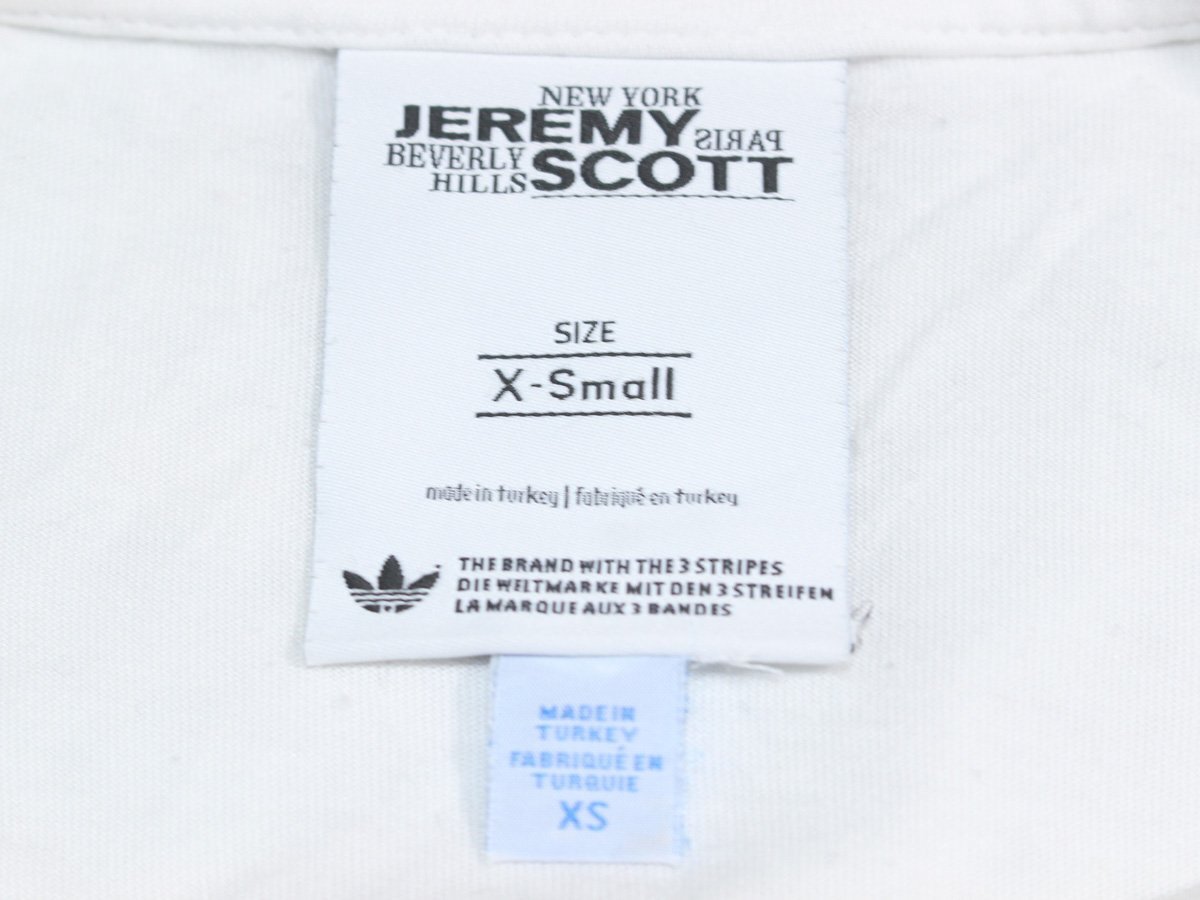 NEW YORK
JEREMY PARIS
BEVERLY HILLS SCOTT
SIZE
X-Small
made in turkey | fabriqué en turkey
THE BRAND WITH THE 3 STRIPES
DIE WELTMARKE MIT DEN 3 STREIFEN
LA MARQUE AUX 3 BANDES
MADE IN
TURKEY
FABRIQUÉ EN
TURQUIE
XS